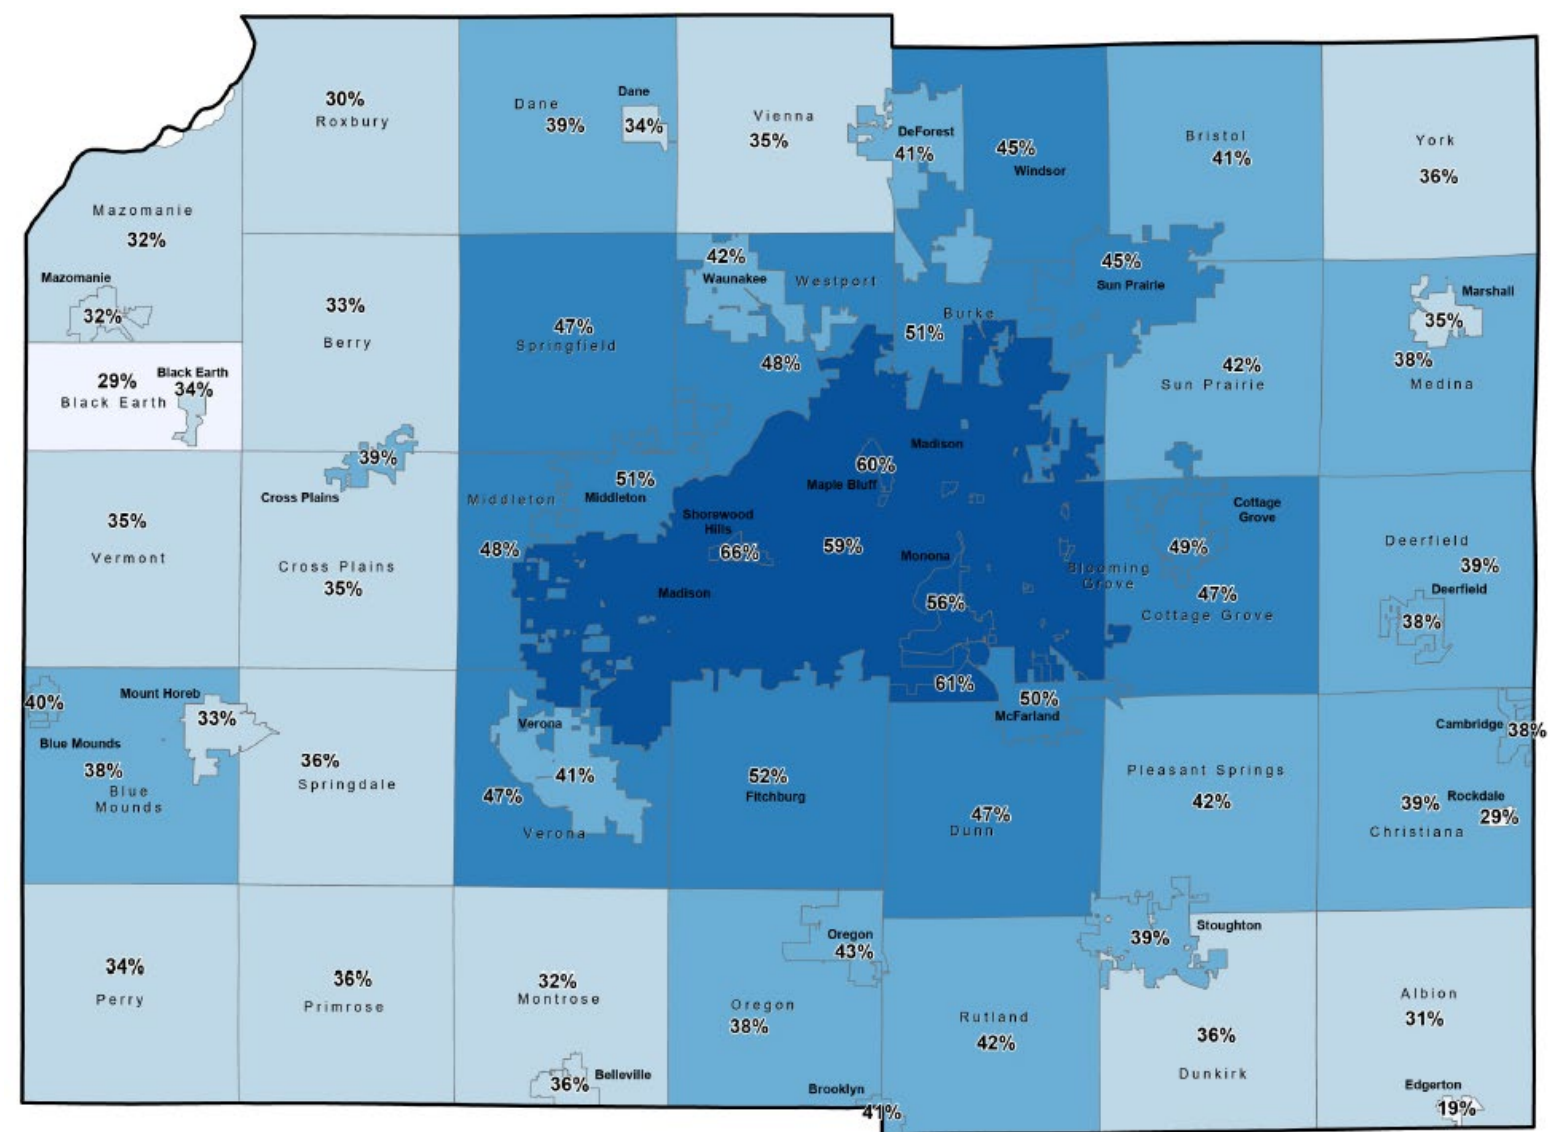 30%
Roxbury
Dane
39%
Dane
34%
Vienna
35%
DeForest
41%
45%
Windsor
Bristol
41%
York
36%
Mazomanie
32%
Mazomanie
32%
33%
Berry
47%
Springfield
42%
Waunakee
Westport
48%
Burke
51%
45%
Sun Prairie
42%
Sun Prairie
Marshall
35%
38%
Medina
29%
Black Earth
Black Earth
34%
39%
Cross Plains
35%
Vermont
Cross Plains
35%
Middleton
48%
51%
Middleton
Shorewood
Hills
66%
Madison
60%
Maple Bluff
Madison
59%
Monona
56%
61%
Blooming
Grove
Cottage
Grove
49%
47%
Cottage Grove
Deerfield
39%
Deerfield
38%
40%
Blue Mounds
38%
Blue
Mounds
Mount Horeb
33%
36%
Springdale
Verona
41%
47%
Verona
52%
Fitchburg
50%
McFarland
47%
Dunn
Pleasant Springs
42%
Cambridge
38%
39%
Christiana
Rockdale
29%
34%
Perry
36%
Primrose
32%
Montrose
36%
Belleville
Oregon
43%
Oregon
38%
Brooklyn
41%
Rutland
42%
39%
Stoughton
36%
Dunkirk
Albion
31%
Edgerton
19%